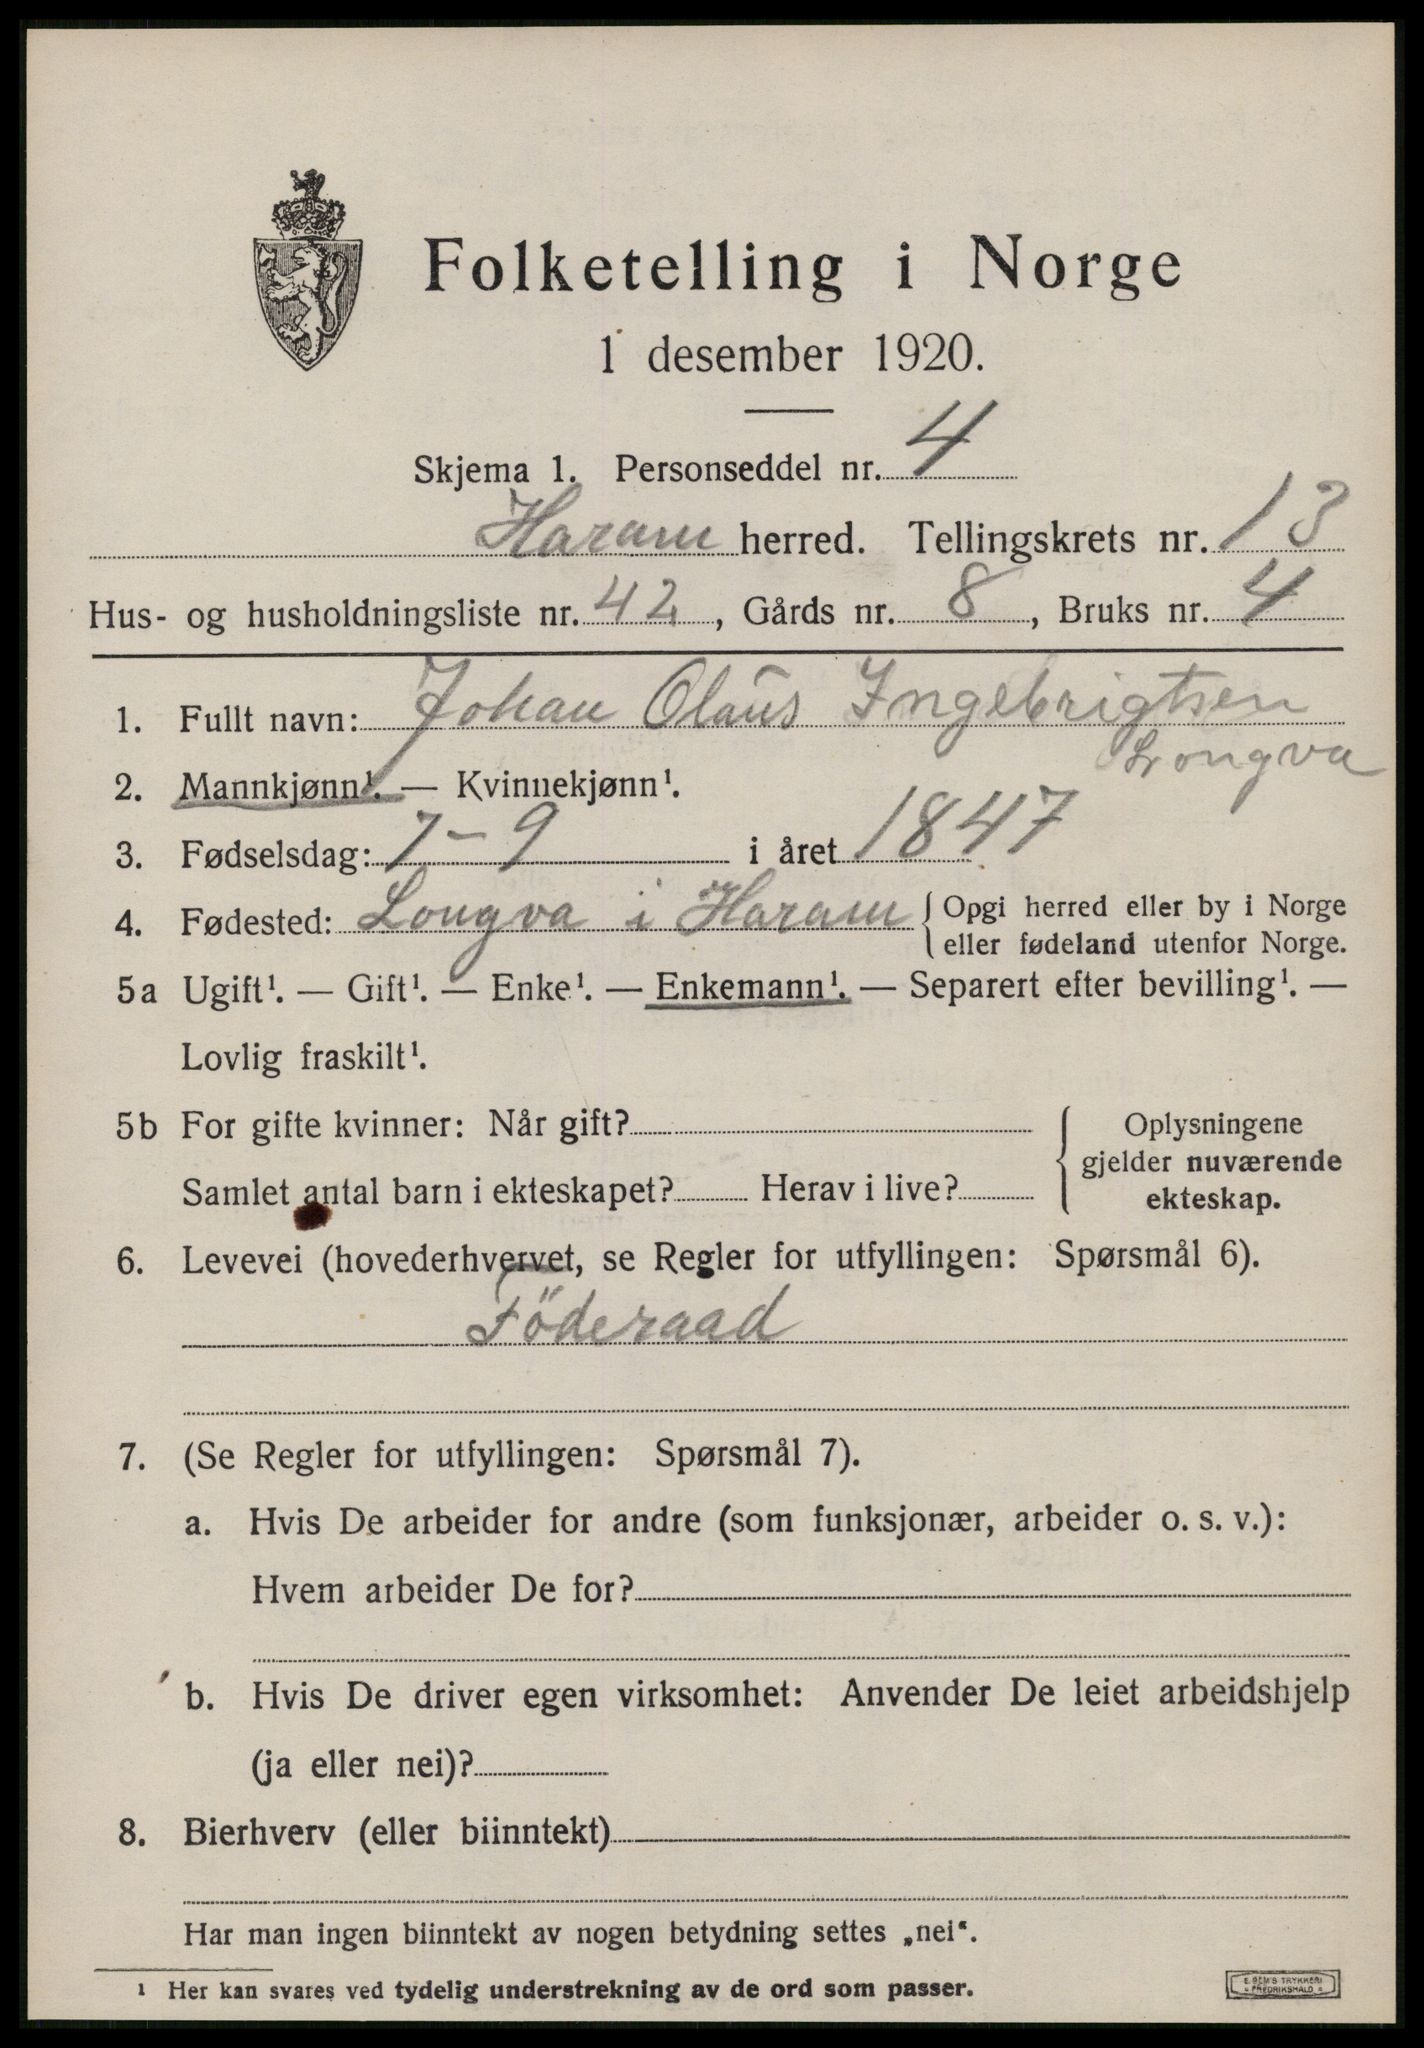 Folketelling i Norge
1 desember 1920.
Skjema 1. Personseddel nr. 4
Haram herred. Tellingskrets nr. 13
Hus- og husholdningsliste nr. 42, Gårds nr. 8, Bruks nr. 4
1. Fullt navn: Johan Olaus Ingebrigtsen
Longva
2. Mannkjønn¹. — Kvinnekjønn¹.
3. Fødselsdag: 7-9 i året 1847
4. Fødested: Longva i Haram { Opgi herred eller by i Norge
eller fødeland utenfor Norge.
5a Ugift¹. — Gift¹. — Enke¹. — Enkemann¹. — Separert efter bevilling¹. —
Lovlig fraskilt¹.
5b For gifte kvinner: Når gift? { Oplysningene
gjelder nuværende
Samlet antal barn i ekteskapet? Herav i live?
ekteskap.
6. Levevei (hovederhvervet, se Regler for utfyllingen: Spørsmål 6).
Föderaad
7. (Se Regler for utfyllingen: Spørsmål 7).
a. Hvis De arbeider for andre (som funksjonær, arbeider o. s. v.):
Hvem arbeider De for?
b. Hvis De driver egen virksomhet: Anvender De leiet arbeidshjelp
(ja eller nei)?
8. Bierhverv (eller biinntekt)
Har man ingen biinntekt av nogen betydning settes „nei“.
¹ Her kan svares ved tydelig understrekning av de ord som passer.
E. SEM'S TRYKKERI
FREDRIKSHALD